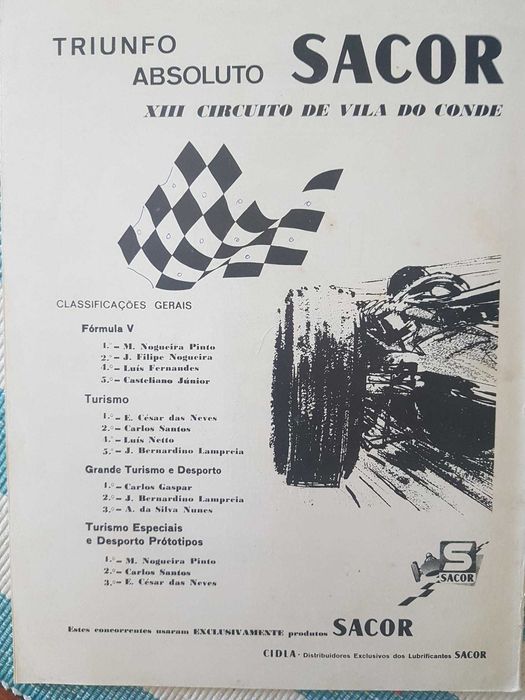 TRIUNFO
ABSOLUTO SACOR
XIII CIRCUITO DE VILA DO CONDE
CLASSIFICAÇÕES GERAIS
Fórmula V
1.º– M. Nogueira Pinto
2.º– J. Filipe Nogueira
4.º– Luís Fernandes
5.º– Casteliano Júnior
Turismo
1.º– E. César das Neves
2.º– Carlos Santos
4.º– Luís Netto
5.º– J. Bernardino Lampreia
Grande Turismo e Desporto
1.º– Carlos Gaspar
2.º– J. Bernardino Lampreia
3.º– A. da Silva Nunes
Turismo Especiais
e Desporto Prótótipos
1.º– M. Nogueira Pinto
2.º– Carlos Santos
3.º– E. César das Neves
S
SACOR
Estes concorrentes usaram EXCLUSIVAMENTE produtos SACOR
CIDLA - Distribuidores Exclusivos dos Lubrificantes SACOR